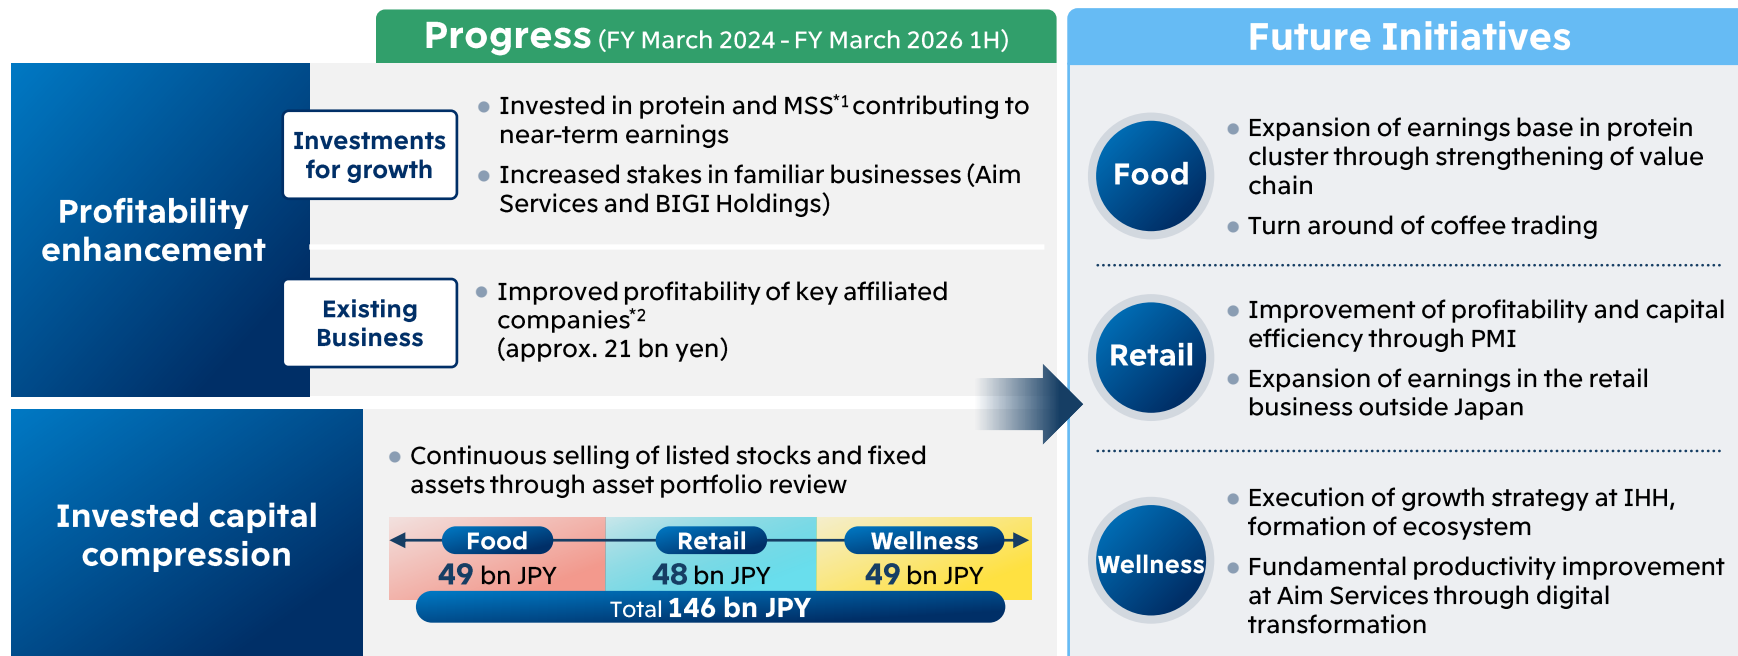 Progress (FY March 2024 - FY March 2026 1H)
Profitability
enhancement
Investments
for growth
Invested in protein and MSS*1 contributing to
near-term earnings
Increased stakes in familiar businesses (Aim
Services and BIGI Holdings)
Existing
Business
Improved profitability of key affiliated
companies*2
(approx. 21 bn yen)
Invested capital
compression
Continuous selling of listed stocks and fixed
assets through asset portfolio review
Food
49 bn JPY
Retail
48 bn JPY
Wellness
49 bn JPY
Total 146 bn JPY
Future Initiatives
Food
Expansion of earnings base in protein
cluster through strengthening of value
chain
Turn around of coffee trading
Retail
Improvement of profitability and capital
efficiency through PMI
Expansion of earnings in the retail
business outside Japan
Wellness
Execution of growth strategy at IHH,
formation of ecosystem
Fundamental productivity improvement
at Aim Services through digital
transformation